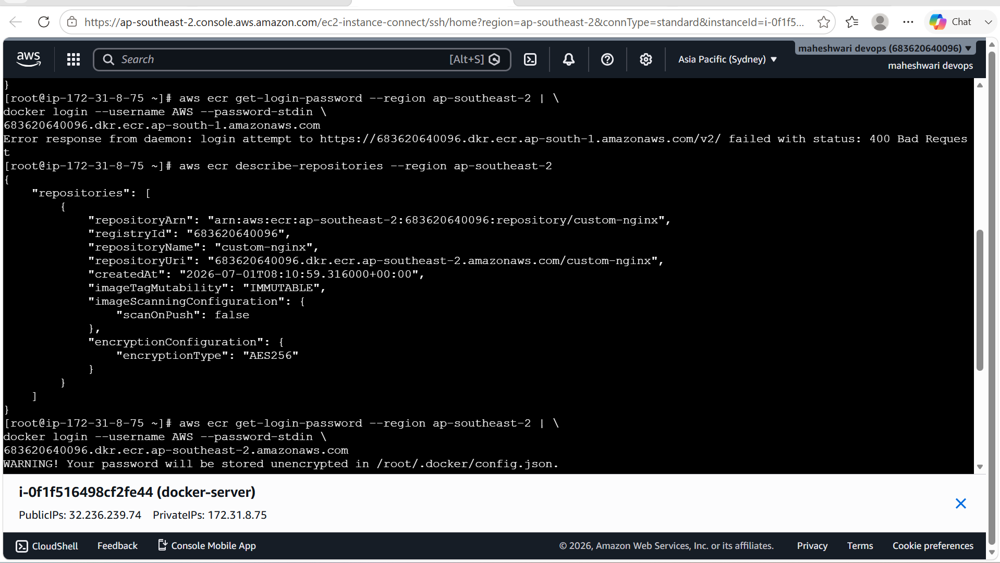 https://ap-southeast-2.console.aws.amazon.com/ec2-instance-connect/ssh/home?region=ap-southeast-2&connType=standard&instanceId=i-0f1f5...
Chat
aws
Search
[Alt+S]
Asia Pacific (Sydney)
maheshwari devops (683620640096)
maheshwari devops
}
[root@ip-172-31-8-75 ~]# aws ecr get-login-password --region ap-southeast-2 | \
docker login --username AWS --password-stdin \
683620640096.dkr.ecr.ap-south-1.amazonaws.com
Error response from daemon: login attempt to https://683620640096.dkr.ecr.ap-south-1.amazonaws.com/v2/ failed with status: 400 Bad Reques
t
[root@ip-172-31-8-75 ~]# aws ecr describe-repositories --region ap-southeast-2
{
    "repositories": [
        {
            "repositoryArn": "arn:aws:ecr:ap-southeast-2:683620640096:repository/custom-nginx",
            "registryId": "683620640096",
            "repositoryName": "custom-nginx",
            "repositoryUri": "683620640096.dkr.ecr.ap-southeast-2.amazonaws.com/custom-nginx",
            "createdAt": "2026-07-01T08:10:59.316000+00:00",
            "imageTagMutability": "IMMUTABLE",
            "imageScanningConfiguration": {
                "scanOnPush": false
            },
            "encryptionConfiguration": {
                "encryptionType": "AES256"
            }
        }
    ]
}
[root@ip-172-31-8-75 ~]# aws ecr get-login-password --region ap-southeast-2 | \
docker login --username AWS --password-stdin \
683620640096.dkr.ecr.ap-southeast-2.amazonaws.com
WARNING! Your password will be stored unencrypted in /root/.docker/config.json.
i-0f1f516498cf2fe44 (docker-server)
PublicIPs: 32.236.239.74 PrivateIPs: 172.31.8.75
CloudShell
Feedback
Console Mobile App
© 2026, Amazon Web Services, Inc. or its affiliates.
Privacy
Terms
Cookie preferences